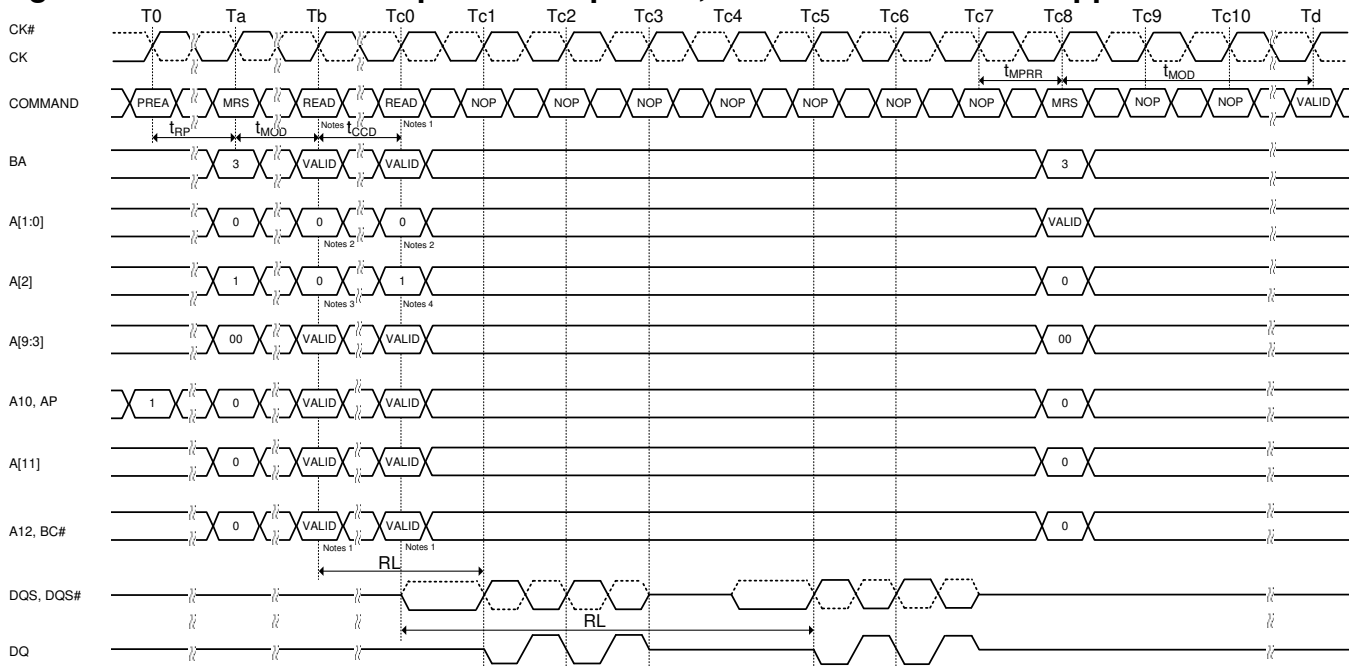 T0 Ta Tb Tc0 Tc1 Tc2 Tc3 Tc4 Tc5 Tc6 Tc7 Tc8 Tc9 Tc10 Td
CK#
CK
tMPRR tMOD
COMMAND PREA MRS READ READ NOP NOP NOP NOP NOP NOP NOP MRS NOP NOP VALID
Notes 1
tRP tMOD tCCD
BA 3 VALID VALID 3
A[1:0] 0 0 0 VALID
Notes 2 Notes 2
A[2] 1 0 1 0
Notes 3 Notes 4
A[9:3] 00 VALID VALID 00
A10, AP 1 0 VALID VALID 0
A[11] 0 VALID VALID 0
A12, BC# 0 VALID VALID 0
Notes 1 Notes 1
RL
DQS, DQS#
RL
DQ